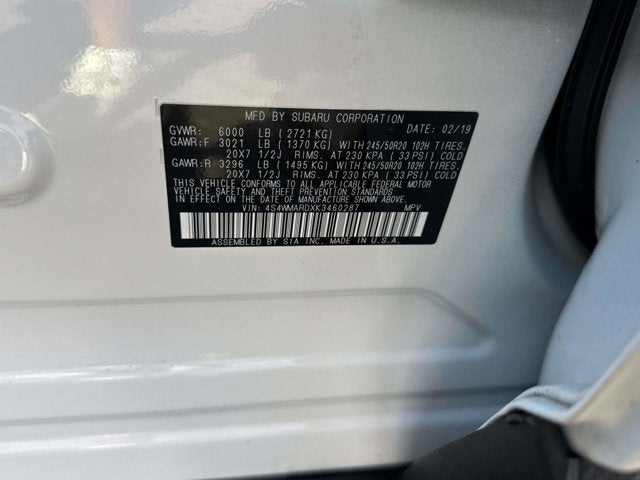 MFD BY SUBARU CORPORATION DATE: 02/19
GVWR: 6000 LB (2721 KG)
GAWR:F 3021 LB (1370 KG) WITH 245/50R20 102H TIRES.
20X7 1/2J RIMS. AT 230 KPA (33 PSI) COLD.
GAWR:R 3296 LB (1495 KG) WITH 245/50R20 102H TIRES.
20X7 1/2J RIMS. AT 230 KPA (33 PSI) COLD.
THIS VEHICLE CONFORMS TO ALL APPLICABLE FEDERAL MOTOR
VEHICLE SAFETY AND THEFT PREVENTION STANDARDS
IN EFFECT ON THE DATE OF MANUFACTURE SHOWN ABOVE.
VIN: 4S4WMARDXK3460287 MPV
ASSEMBLED BY SIA INC. MADE IN U.S.A.